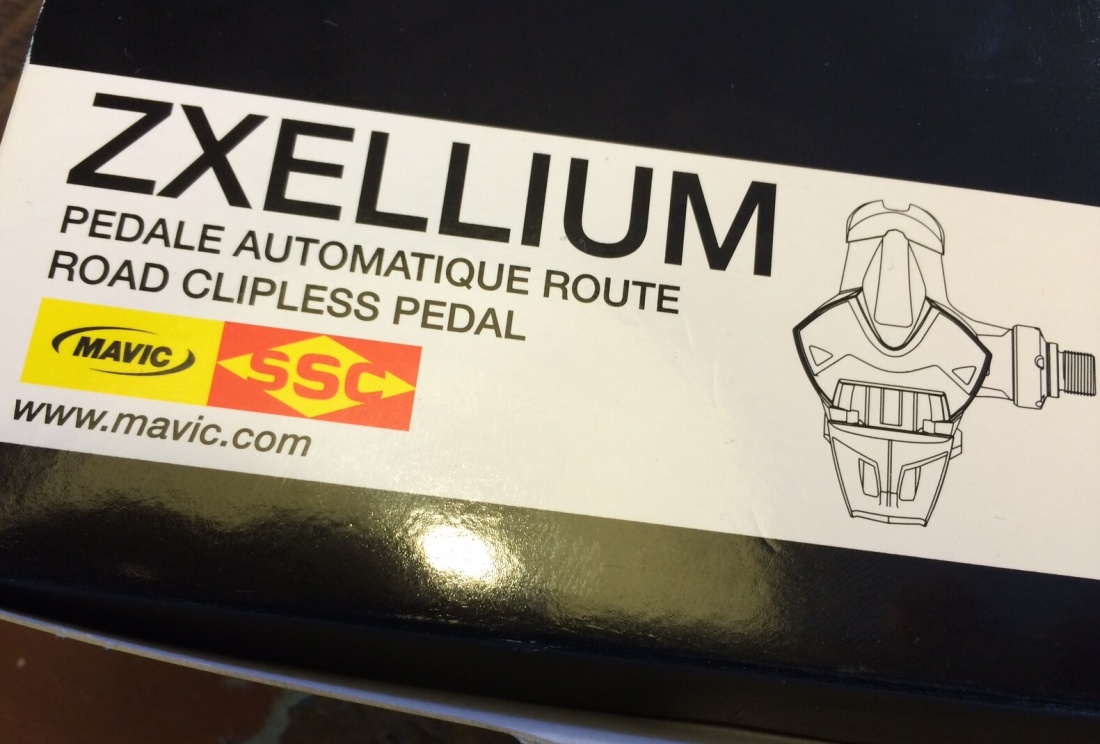 ZXELLIUM
PEDALE AUTOMATIQUE ROUTE
ROAD CLIPLESS PEDAL
MAVIC SSC
www.mavic.com